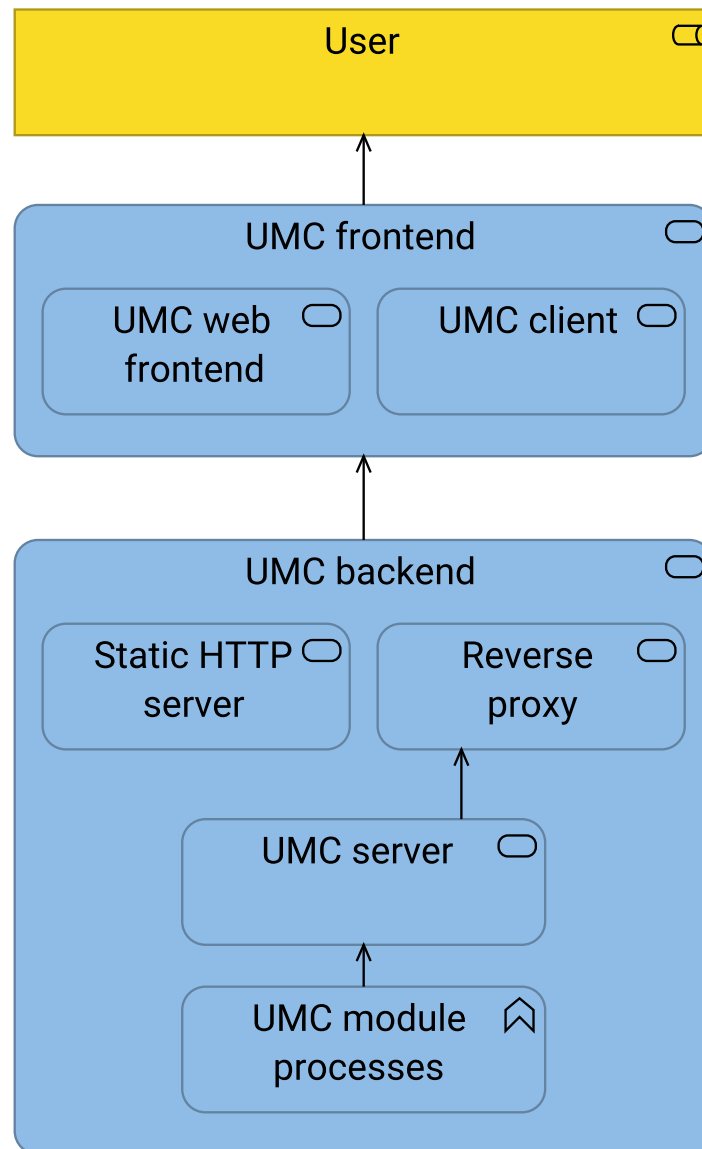 User
UMC frontend
UMC web
frontend
UMC client
UMC backend
Static HTTP
server
Reverse
proxy
UMC server
UMC module
processes